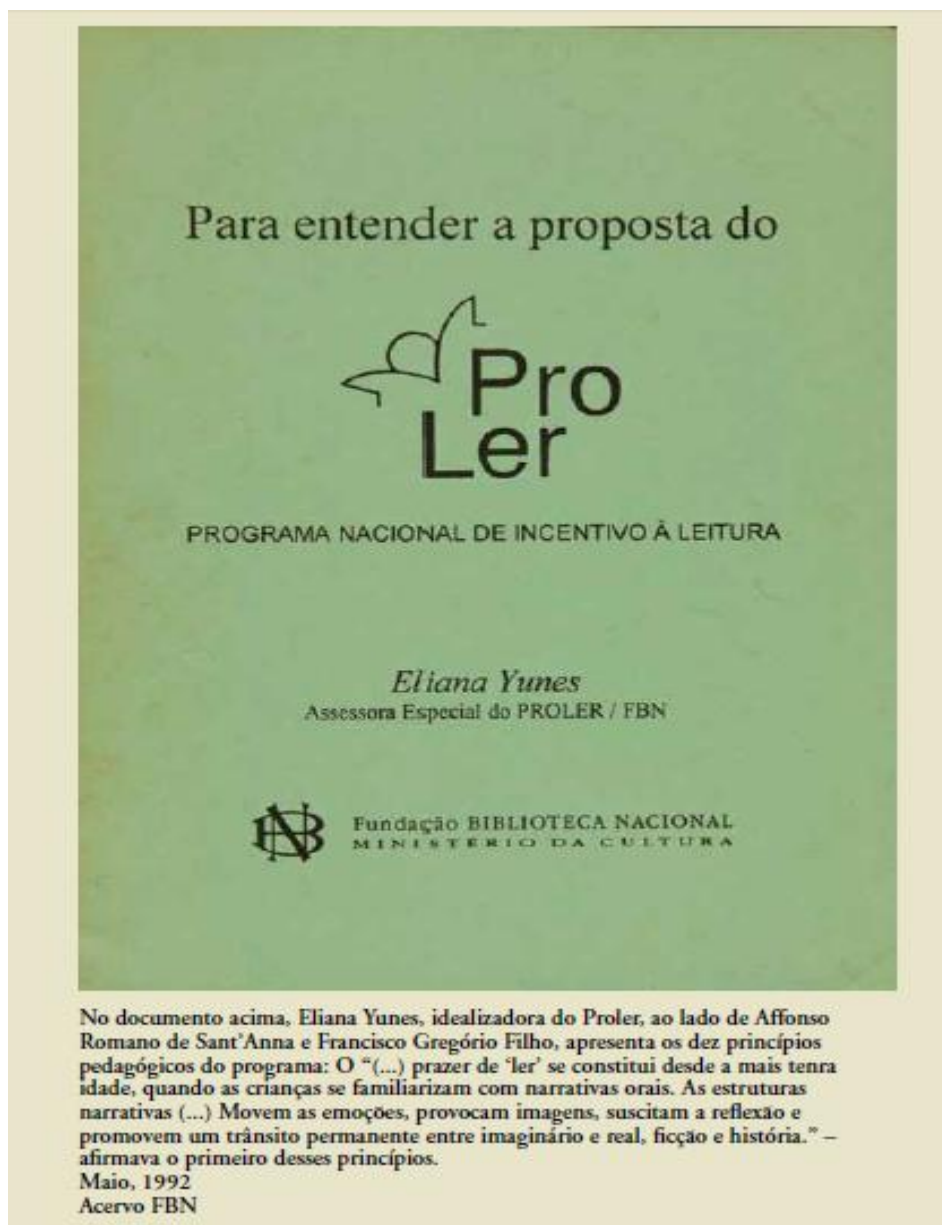 Para entender a proposta do
Pro
Ler
PROGRAMA NACIONAL DE INCENTIVO À LEITURA
Eliana Yunes
Assessora Especial do PROLER / FBN
Fundação BIBLIOTECA NACIONAL
MINISTÉRIO DA CULTURA
No documento acima, Eliana Yunes, idealizadora do Proler, ao lado de Affonso
Romano de Sant'Anna e Francisco Gregório Filho, apresenta os dez princípios
pedagógicos do programa: O “(...) prazer de ‘ler’ se constitui desde a mais tenra
idade, quando as crianças se familiarizam com narrativas orais. As estruturas
narrativas (...) Movem as emoções, provocam imagens, suscitam a reflexão e
promovem um trânsito permanente entre imaginário e real, ficção e história.” –
afirmava o primeiro desses princípios.
Maio, 1992
Acervo FBN